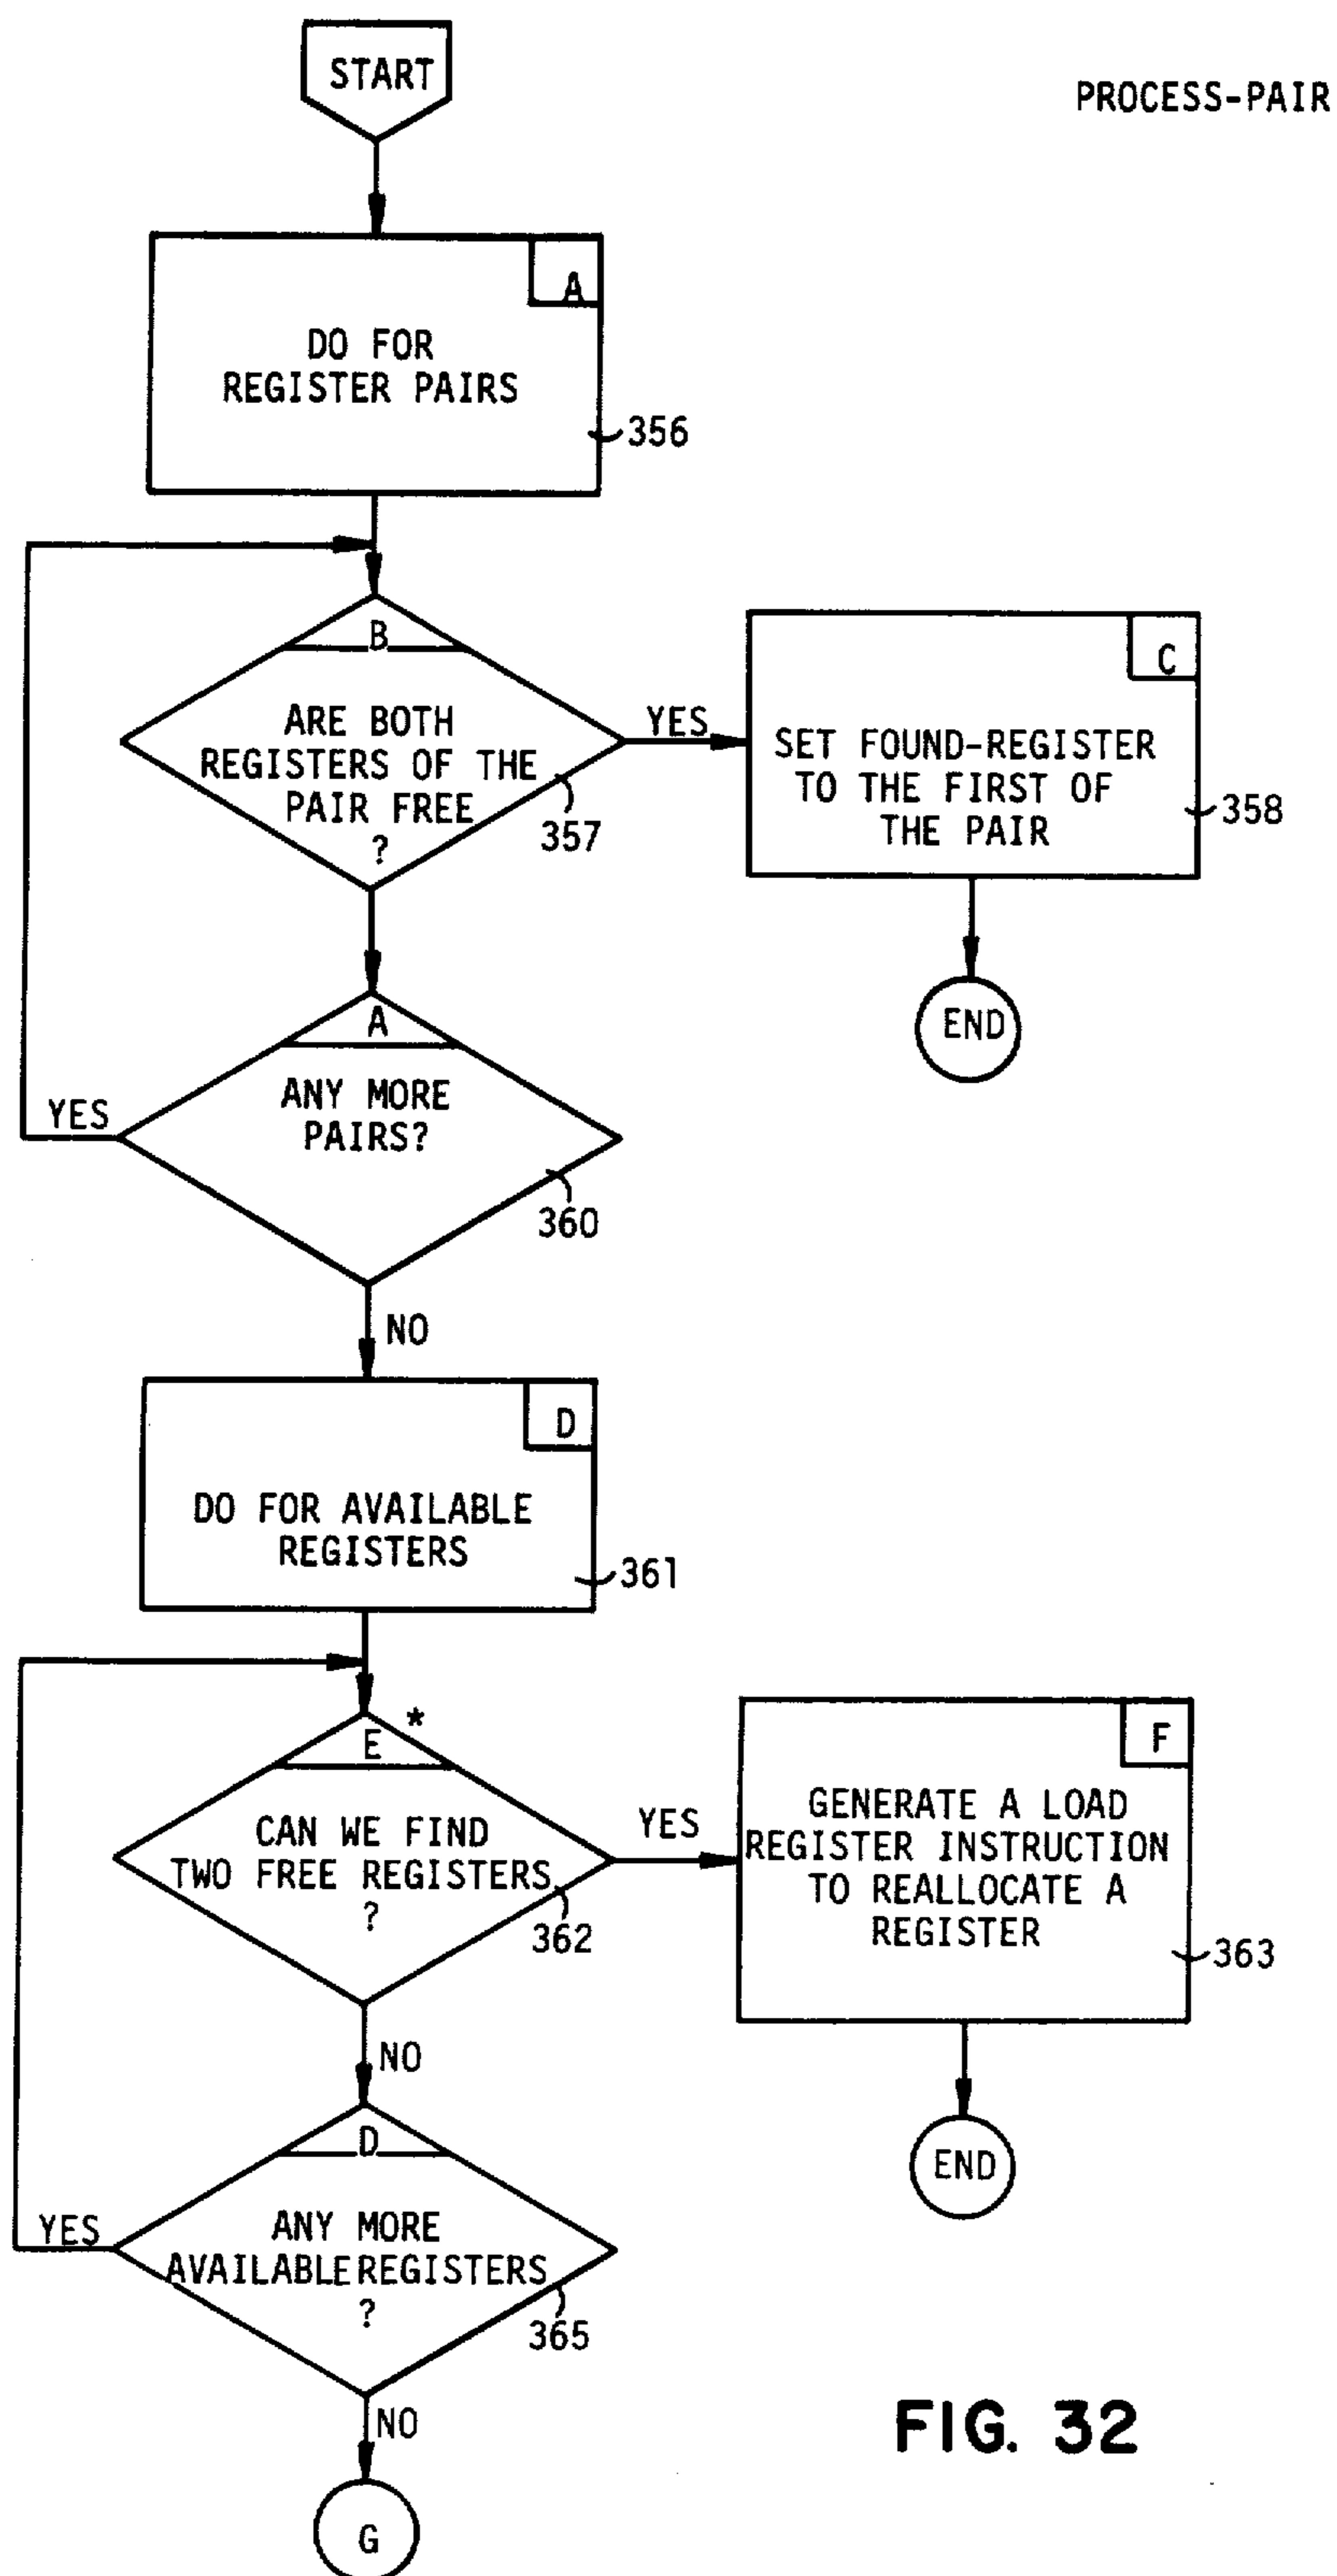 START
PROCESS-PAIR
A
DO FOR
REGISTER PAIRS
356
B
ARE BOTH
REGISTERS OF THE
PAIR FREE
?
357
YES
C
SET FOUND-REGISTER
TO THE FIRST OF
THE PAIR
358
END
A
ANY MORE
PAIRS?
360
YES
NO
D
DO FOR AVAILABLE
REGISTERS
361
*
E
CAN WE FIND
TWO FREE REGISTERS
?
362
YES
F
GENERATE A LOAD
REGISTER INSTRUCTION
TO REALLOCATE A
REGISTER
363
END
NO
D
ANY MORE
AVAILABLE REGISTERS
?
365
YES
NO
G
FIG. 32